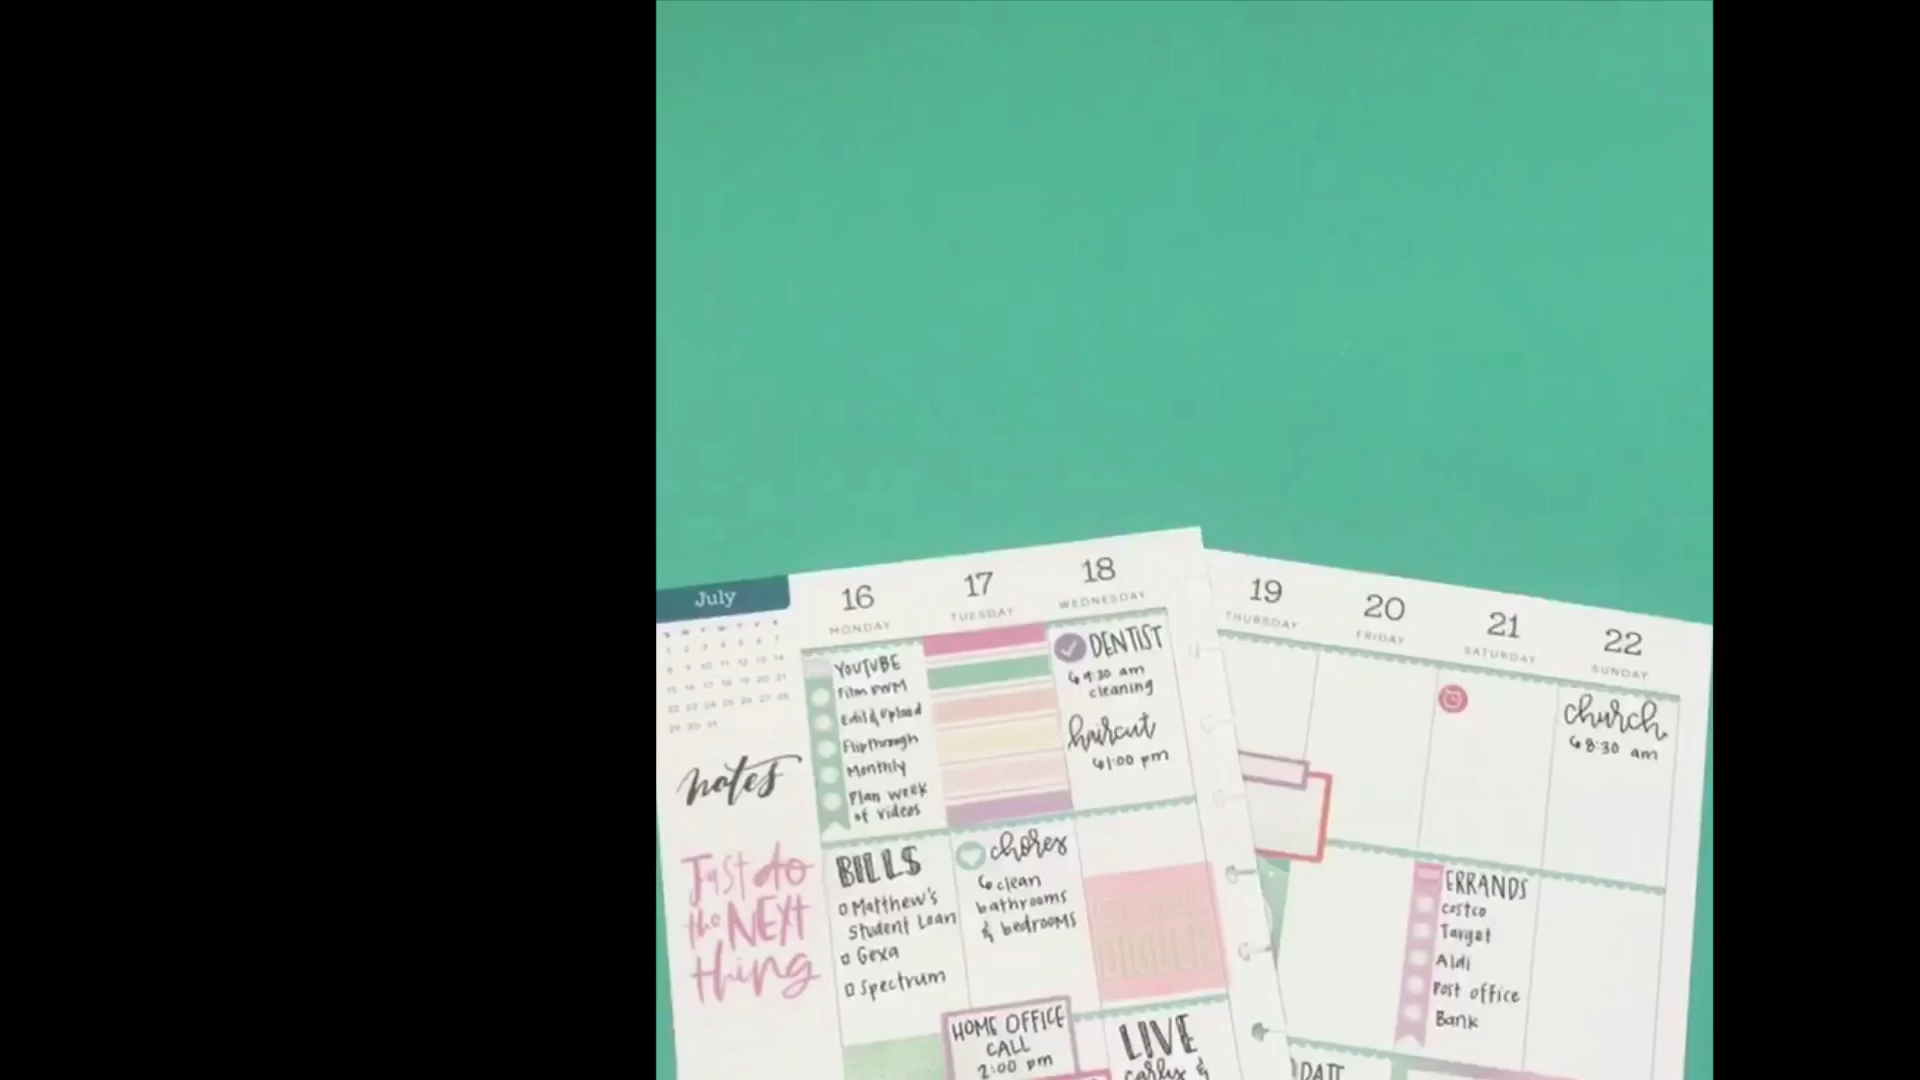 July
16
MONDAY
17
TUESDAY
18
WEDNESDAY
19
THURSDAY
20
FRIDAY
21
SATURDAY
22
SUNDAY
YOUTUBE
Film PWM
Edit & Upload
Flipthrough
Monthly
Plan week
of videos
DENTIST
9:30 am
cleaning
haircut
1:00 pm
church
8:30 am
notes
Just do
the NEXT
thing
BILLS
Matthew's
Student Loan
Gexa
Spectrum
chores
clean
bathrooms
& bedrooms
ERRANDS
Costco
Target
Aldi
Post office
Bank
HOME OFFICE
CALL
2:00 pm
LIVE
carly &
DATE